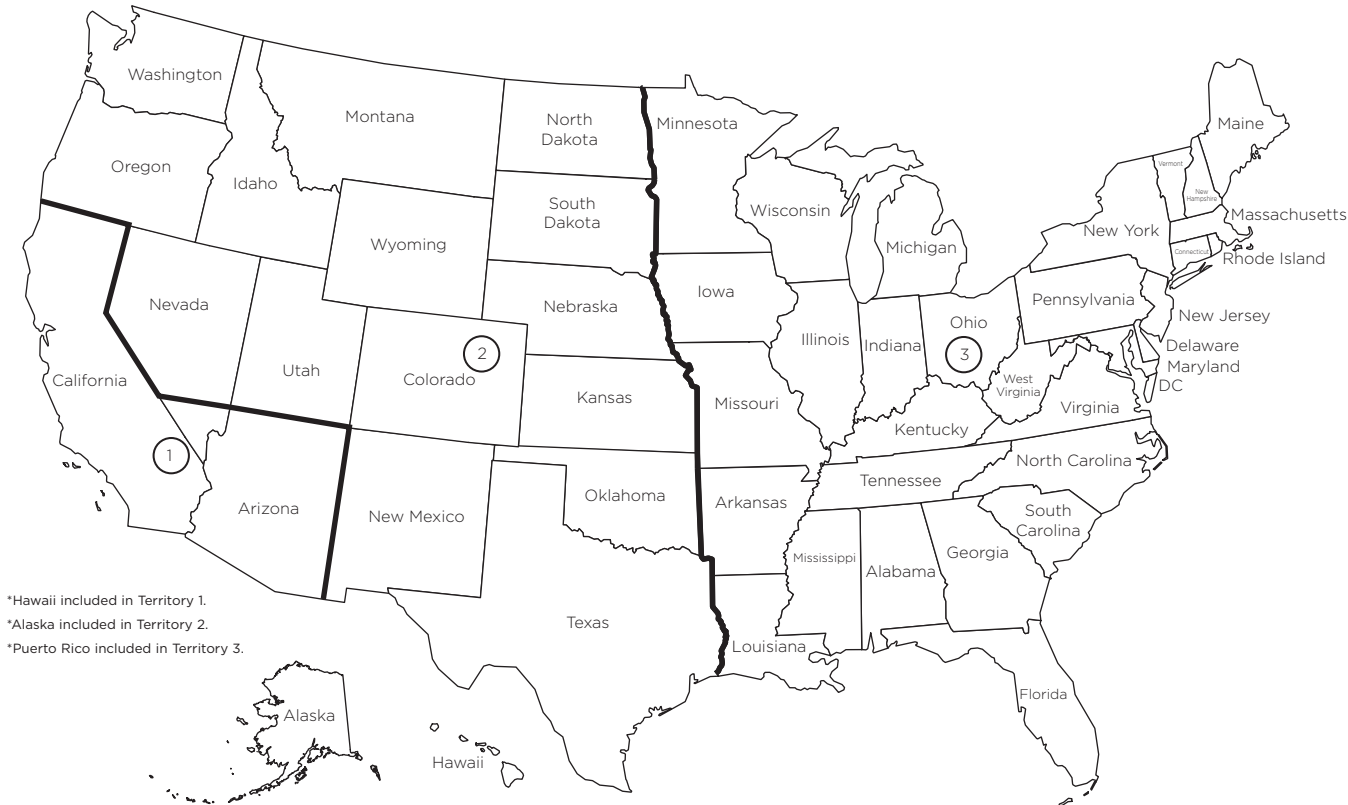 Washington
Montana
North
Dakota
Minnesota
Maine
Oregon
Idaho
Vermont
New
Hampshire
South
Dakota
Wisconsin
Massachusetts
Wyoming
Michigan
New York
Connecticut
Rhode Island
Nevada
Nebraska
Iowa
Pennsylvania
New Jersey
Ohio
Illinois
Indiana
3
Delaware
Maryland
DC
2
Utah
Colorado
California
Kansas
Missouri
West
Virginia
Virginia
Kentucky
1
North Carolina
Tennessee
Oklahoma
Arkansas
Arizona
New Mexico
South
Carolina
Mississippi
Alabama
Georgia
*Hawaii included in Territory 1.
*Alaska included in Territory 2.
*Puerto Rico included in Territory 3.
Texas
Louisiana
Florida
Alaska
Hawaii